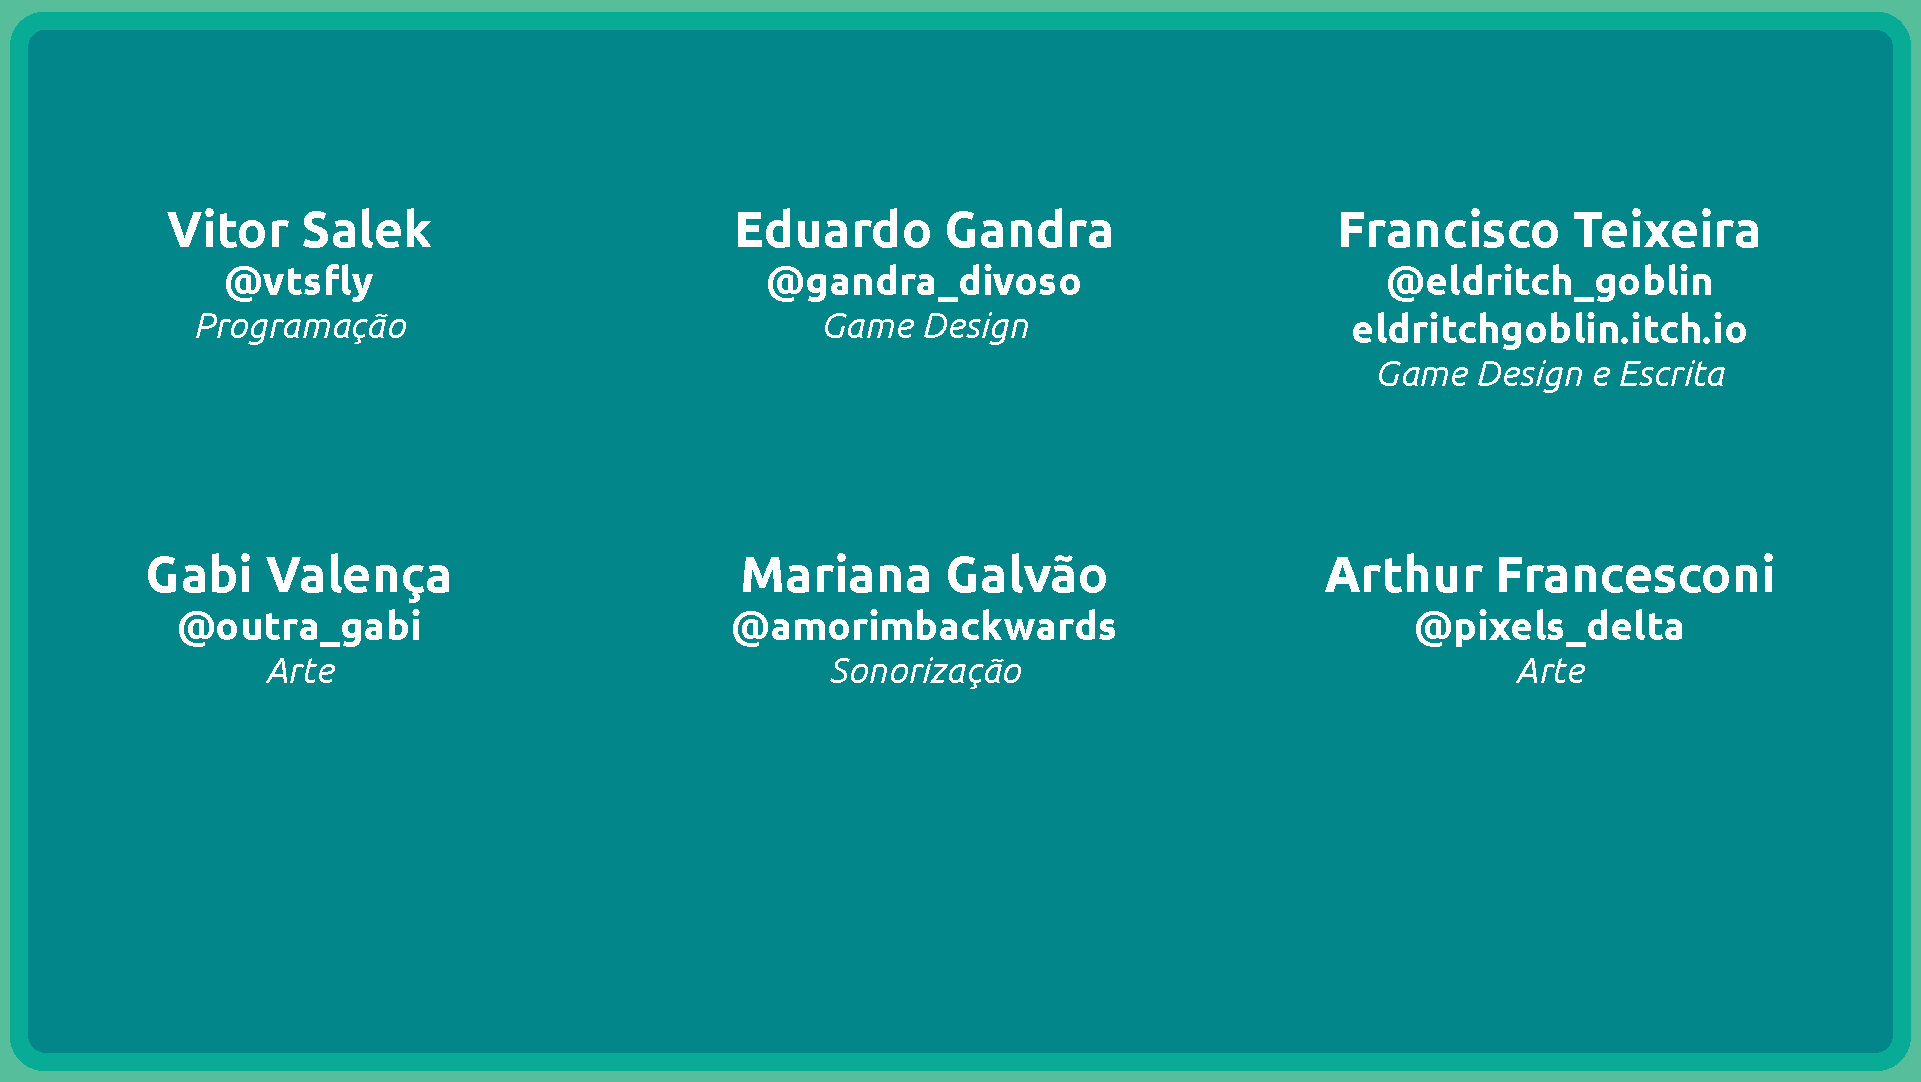 Vitor Salek
@vtsfly
Programação
Eduardo Gandra
@gandra_divoso
Game Design
Francisco Teixeira
@eldritch_goblin
eldritchgoblin.itch.io
Game Design e Escrita
Gabi Valença
@outra_gabi
Arte
Mariana Galvão
@amorimbackwards
Sonorização
Arthur Francesconi
@pixels_delta
Arte